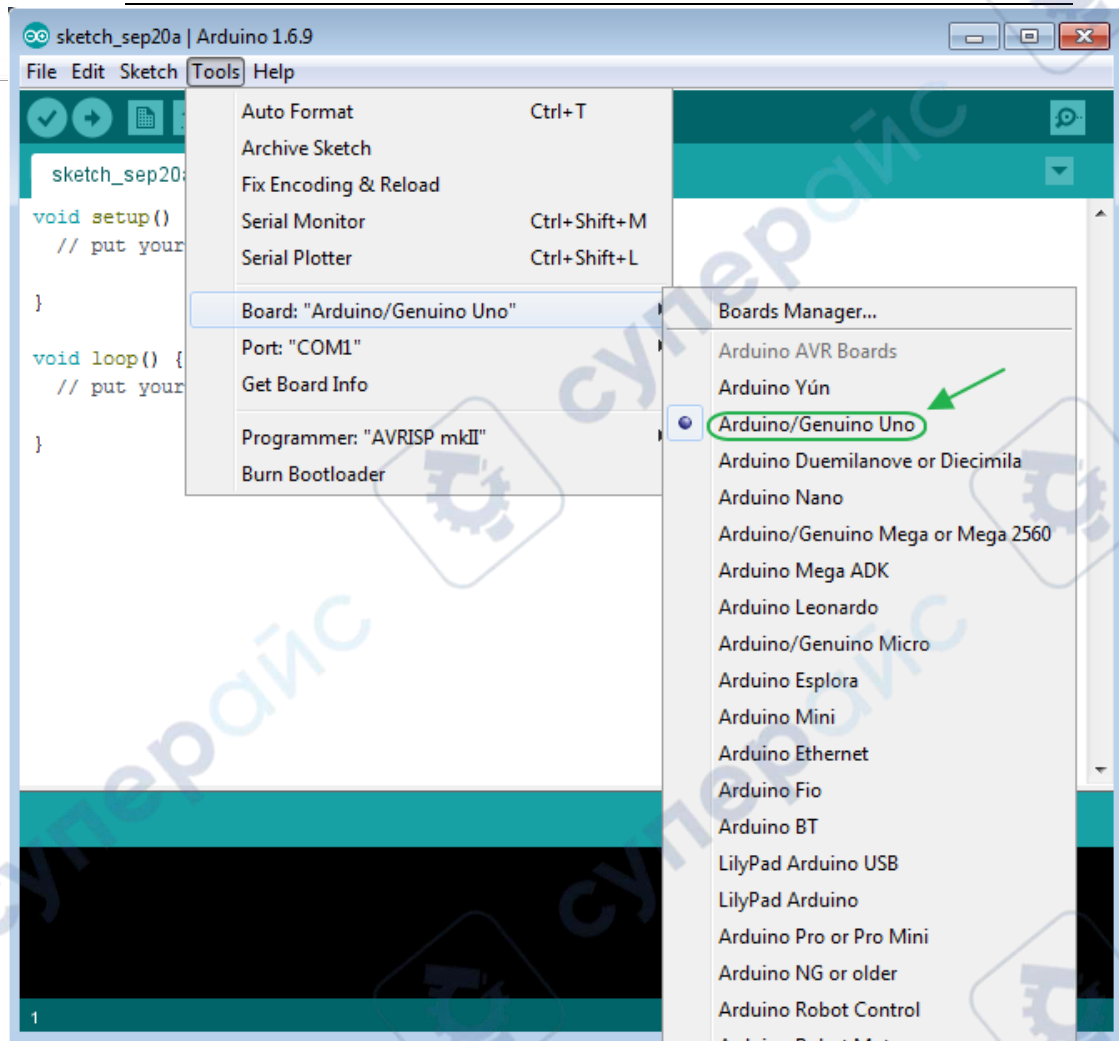 sketch_sep20a | Arduino 1.6.9
File Edit Sketch Tools Help
sketch_sep20a
void setup()
// put your
}
void loop() {
// put your
}
Auto Format Ctrl+T
Archive Sketch
Fix Encoding & Reload
Serial Monitor Ctrl+Shift+M
Serial Plotter Ctrl+Shift+L
Board: "Arduino/Genuino Uno"
Port: "COM1"
Get Board Info
Programmer: "AVRISP mkII"
Burn Bootloader
Boards Manager...
Arduino AVR Boards
Arduino Yún
Arduino/Genuino Uno
Arduino Duemilanove or Diecimila
Arduino Nano
Arduino/Genuino Mega or Mega 2560
Arduino Mega ADK
Arduino Leonardo
Arduino/Genuino Micro
Arduino Esplora
Arduino Mini
Arduino Ethernet
Arduino Fio
Arduino BT
LilyPad Arduino USB
LilyPad Arduino
Arduino Pro or Pro Mini
Arduino NG or older
Arduino Robot Control
1
суперайс
суперайс
суперайс